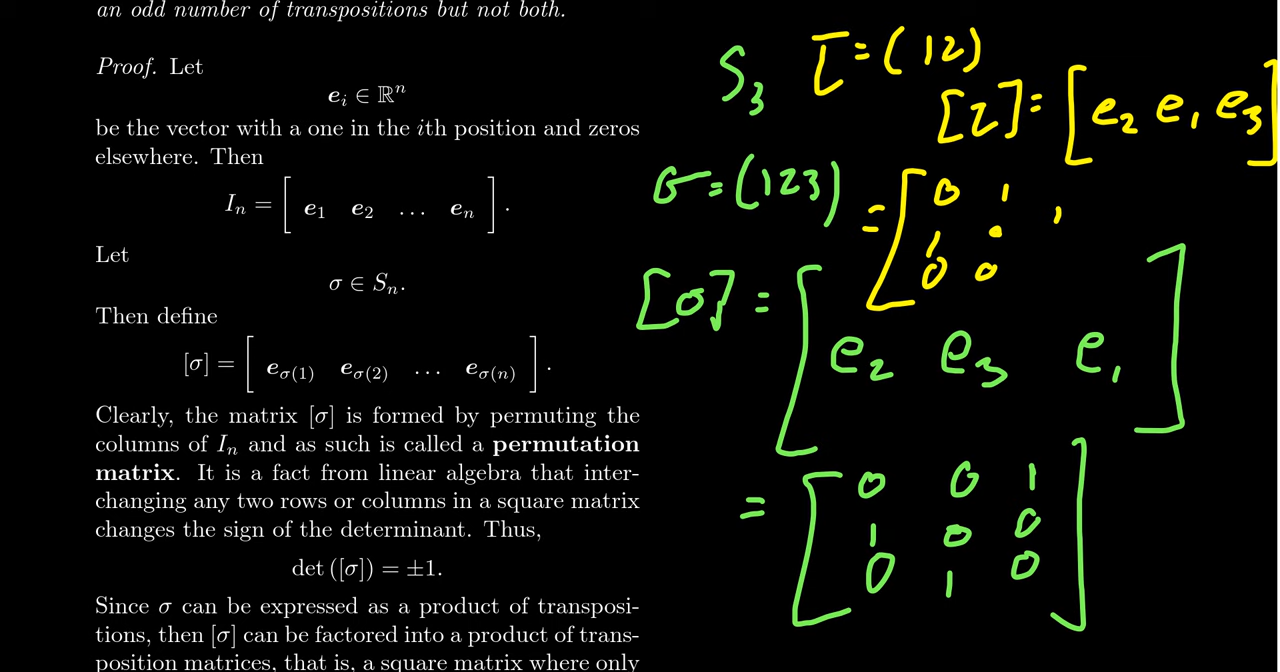 an odd number of transpositions but not both.
Proof. Let
e_i ∈ ℝ^n
be the vector with a one in the ith position and zeros
elsewhere. Then
I_n = [ e_1 e_2 … e_n ] .
Let
σ ∈ S_n.
Then define
[σ] = [ e_σ(1) e_σ(2) … e_σ(n) ] .
Clearly, the matrix [σ] is formed by permuting the
columns of I_n and as such is called a permutation
matrix. It is a fact from linear algebra that inter-
changing any two rows or columns in a square matrix
changes the sign of the determinant. Thus,
det ([σ]) = ±1.
Since σ can be expressed as a product of transposi-
tions, then [σ] can be factored into a product of trans-
position matrices, that is, a square matrix where only
S_3 τ = (12)
[τ] = [ e_2 e_1 e_3 ]
= [ 0 1
1 0
0 0
σ = (123)
[σ] = [ e_2 e_3 e_1 ]
= [ 0 0 1
1 0 0
0 1 0 ]